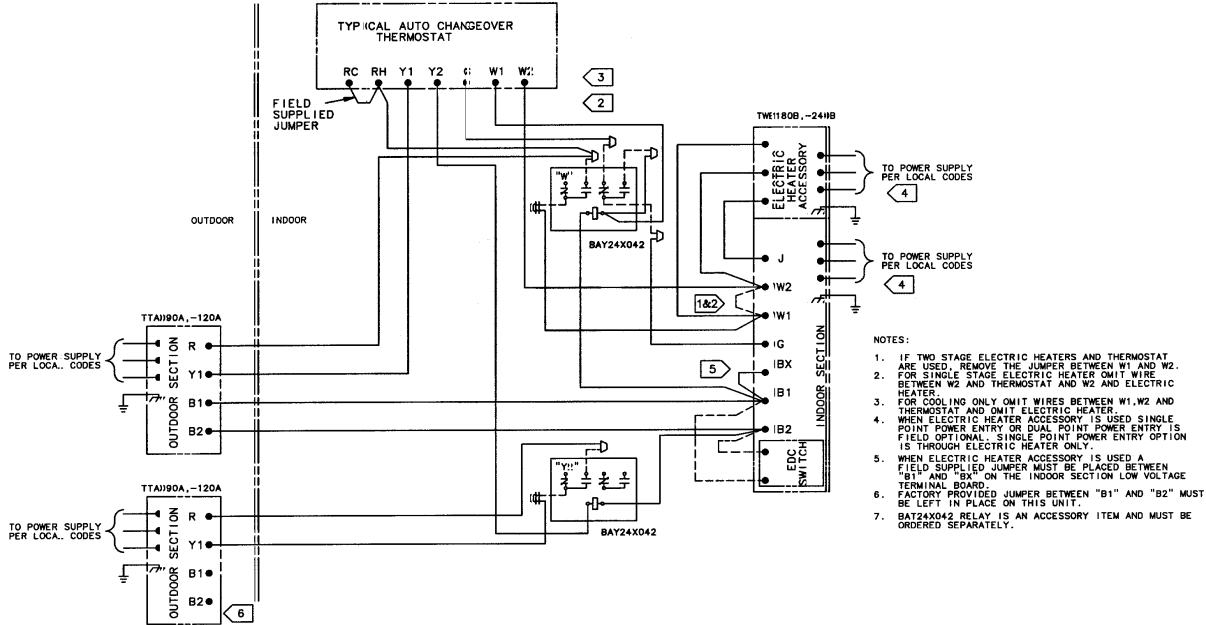 TYPICAL AUTO CHANGEOVER
THERMOSTAT
RC RH Y1 Y2 G W1 W2
3
2
FIELD
SUPPLIED
JUMPER
OUTDOOR
INDOOR
"W"
BAY24X042
ELECTRIC
HEATER
ACCESSORY
TO POWER SUPPLY
PER LOCAL CODES
4
TO POWER SUPPLY
PER LOCAL CODES
4
J
W2
1&2
W1
G
BX
5
B1
B2
INDOOR SECTION
EDC
SWITCH
TO POWER SUPPLY
OUTDOOR SECTION
R
Y1
B1
B2
"Y2"
BAY24X042
TO POWER SUPPLY
OUTDOOR SECTION
R
Y1
B1
B2
6
NOTES:
1. IF TWO STAGE ELECTRIC HEATERS AND THERMOSTAT
ARE USED, REMOVE THE JUMPER BETWEEN W1 AND W2.
2. FOR SINGLE STAGE ELECTRIC HEATER OMIT WIRE
BETWEEN W2 AND THERMOSTAT AND W2 AND ELECTRIC
HEATER.
3. FOR COOLING ONLY OMIT WIRES BETWEEN W1,W2 AND
THERMOSTAT AND OMIT ELECTRIC HEATER.
4. WHEN ELECTRIC HEATER ACCESSORY IS USED SINGLE
POINT POWER ENTRY OR DUAL POINT POWER ENTRY IS
FIELD OPTIONAL. SINGLE POINT POWER ENTRY OPTION
IS THROUGH ELECTRIC HEATER ONLY.
5. WHEN ELECTRIC HEATER ACCESSORY IS USED A
FIELD SUPPLIED JUMPER MUST BE PLACED BETWEEN
"B1" AND "BX" ON THE INDOOR SECTION LOW VOLTAGE
TERMINAL BOARD.
6. FACTORY PROVIDED JUMPER BETWEEN "B1" AND "B2" MUST
BE LEFT IN PLACE ON THIS UNIT.
7. BAT24X042 RELAY IS AN ACCESSORY ITEM AND MUST BE
ORDERED SEPARATELY.